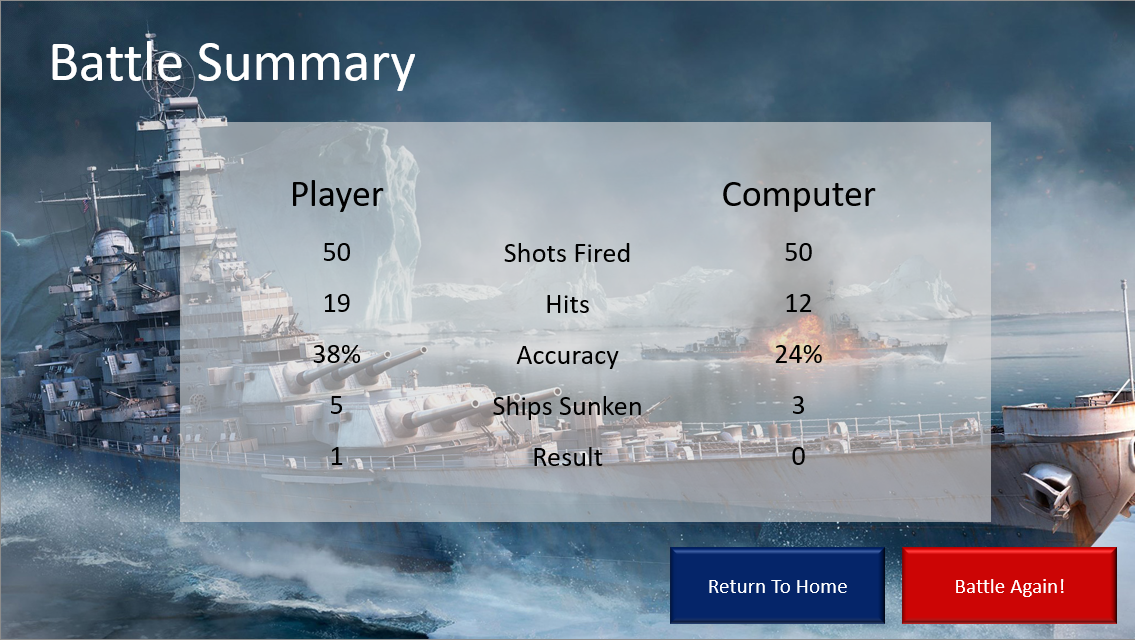 Battle Summary
Player Computer
50 Shots Fired 50
19 Hits 12
38% Accuracy 24%
5 Ships Sunken 3
1 Result 0
Return To Home Battle Again!